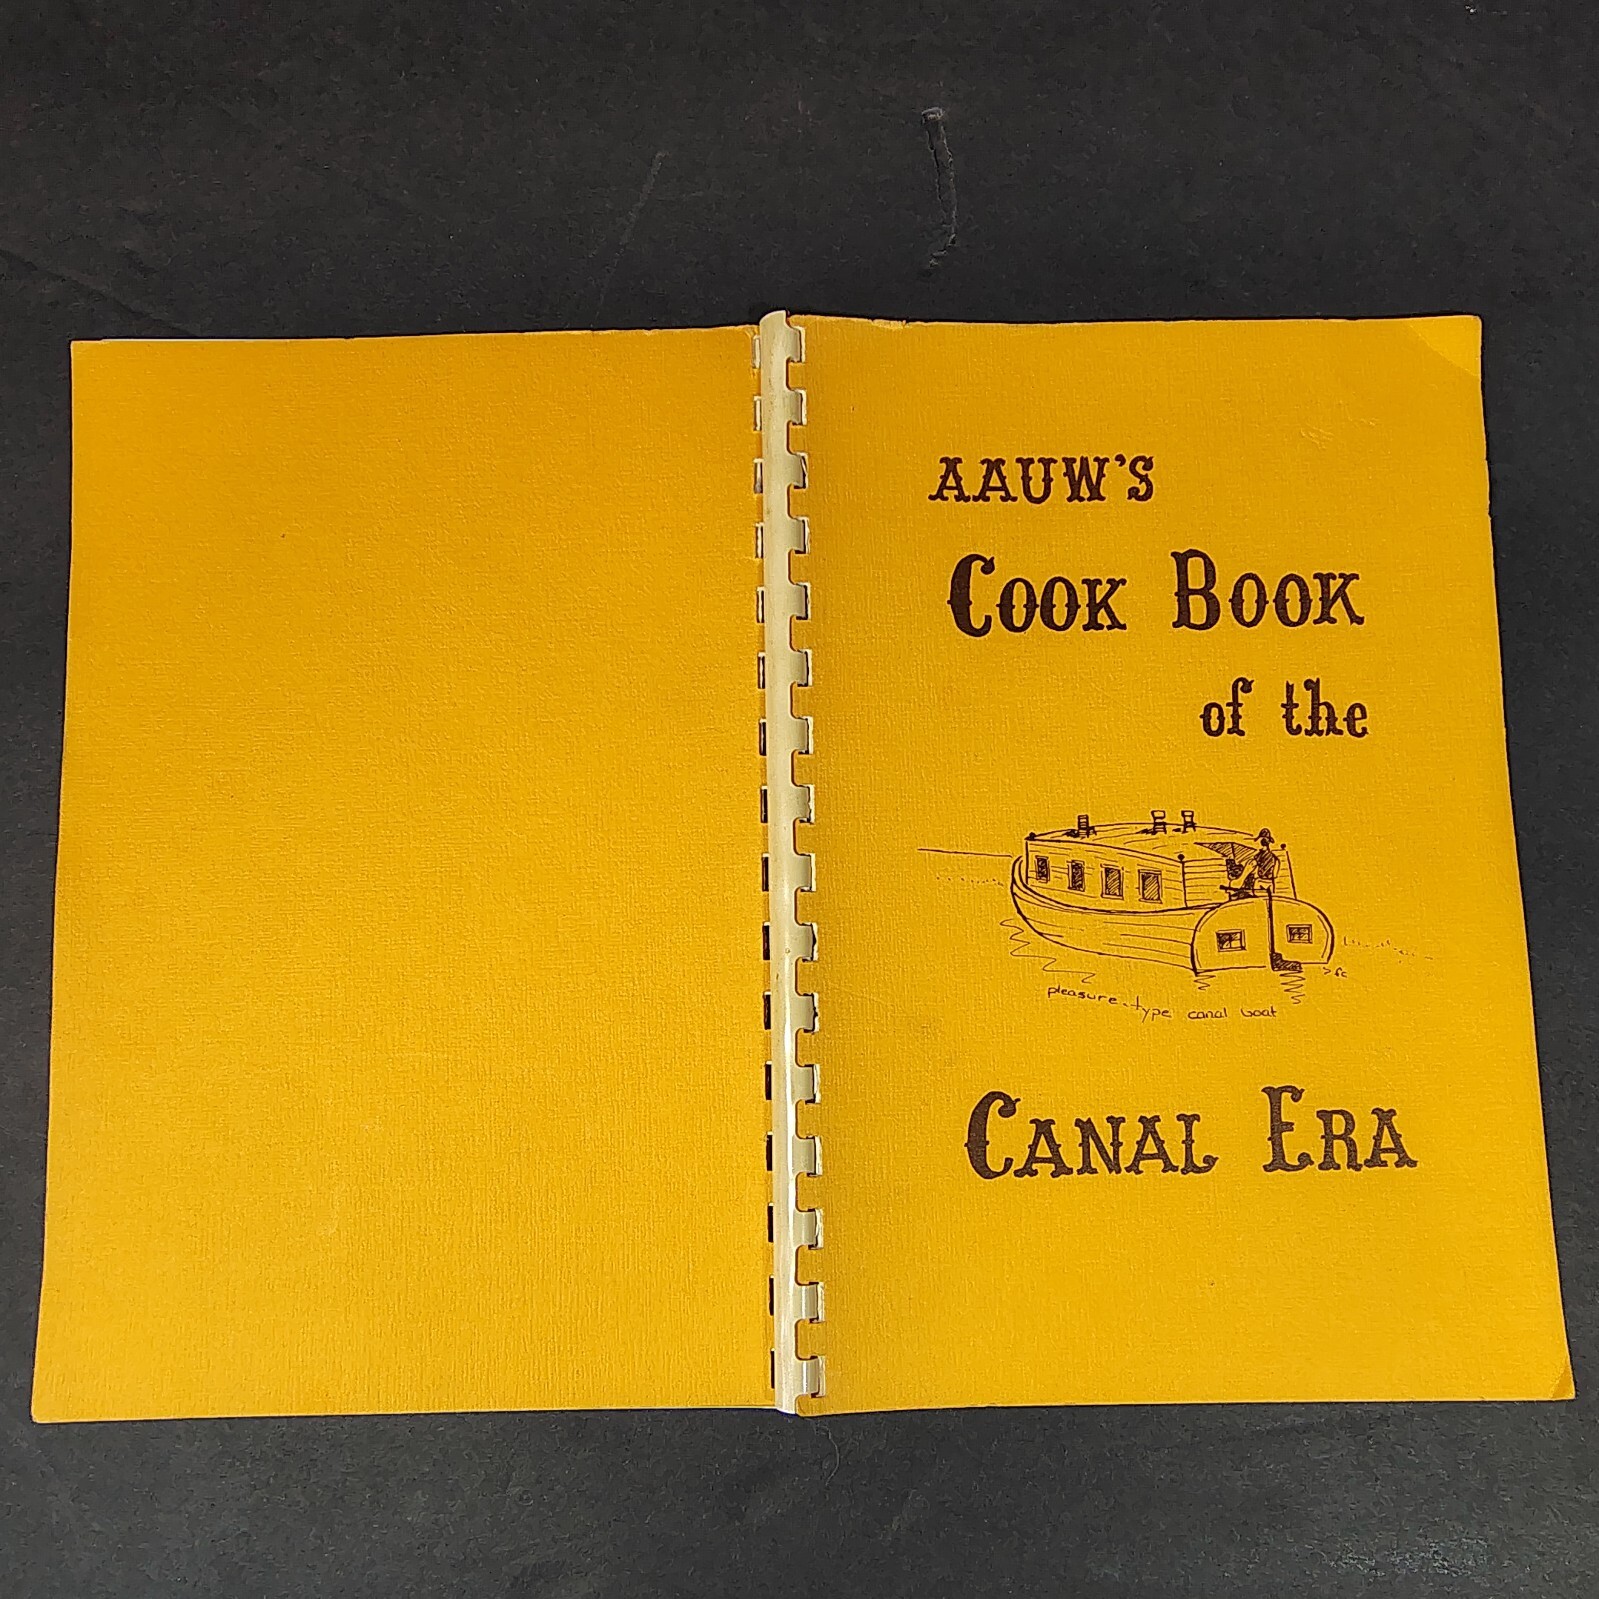 AAUW'S
COOK BOOK
of the
pleasure-type canal boat
CANAL ERA